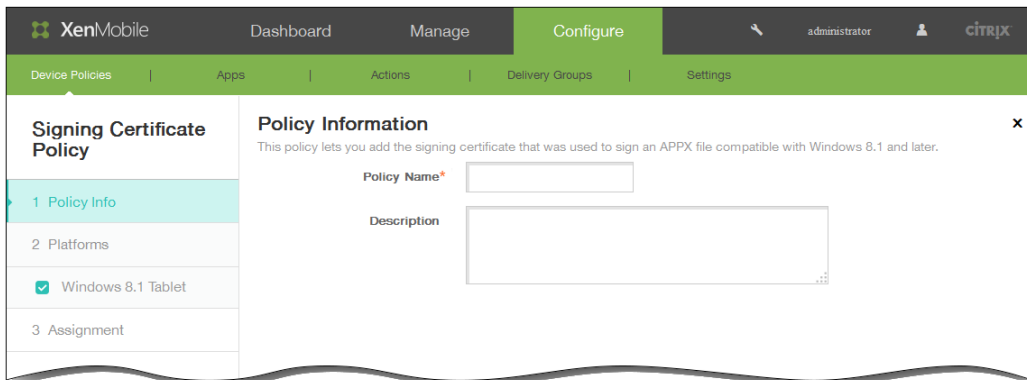 XenMobile Dashboard Manage Configure administrator CİTRIX
Device Policies | Apps | Actions | Delivery Groups | Settings
Signing Certificate
Policy
1 Policy Info
2 Platforms
Windows 8.1 Tablet
3 Assignment
Policy Information x
This policy lets you add the signing certificate that was used to sign an APPX file compatible with Windows 8.1 and later.
Policy Name*
Description